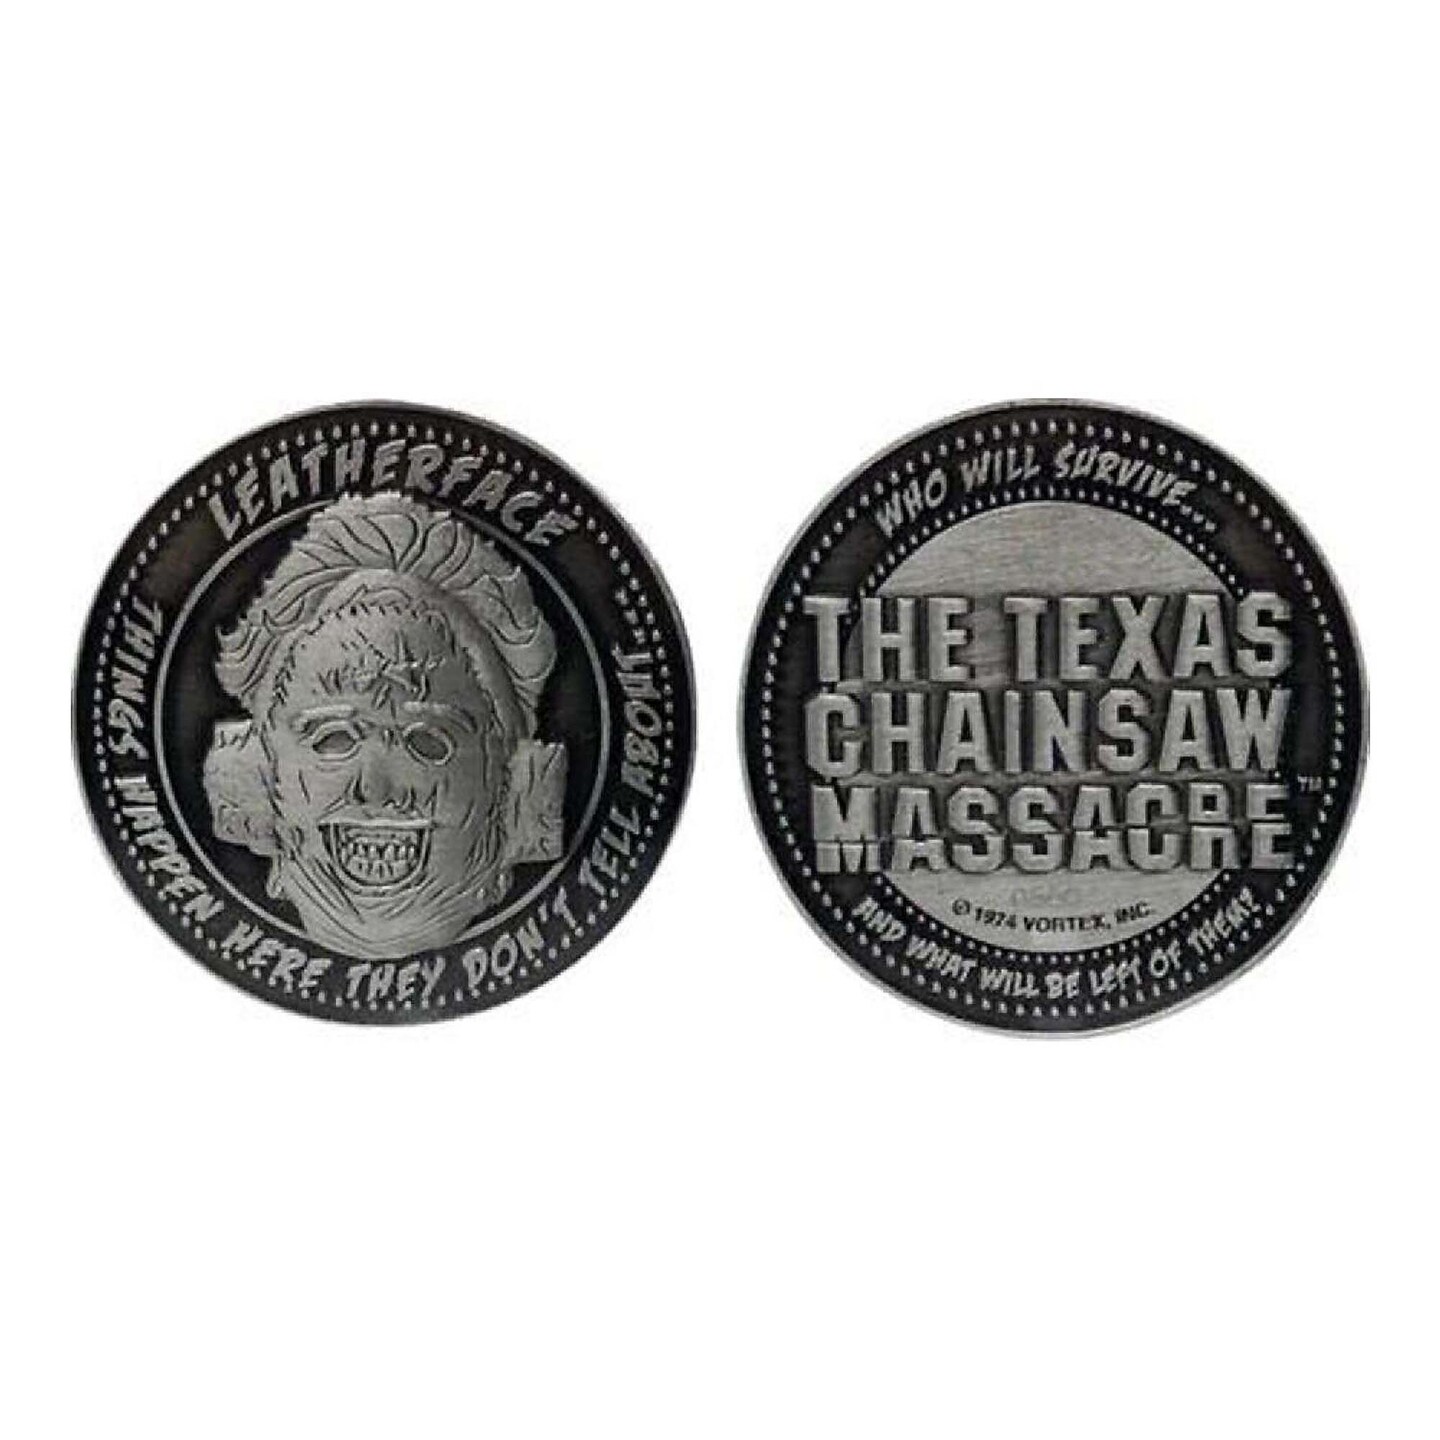 LEATHERFACE
THINGS HAPPEN HERE THEY DON'T TELL ABOUT...
WHO WILL SURVIVE...
THE TEXAS
CHAINSAW
MASSACRE™
© 1974 VORTEX, INC.
AND WHAT WILL BE LEFT OF THEM?